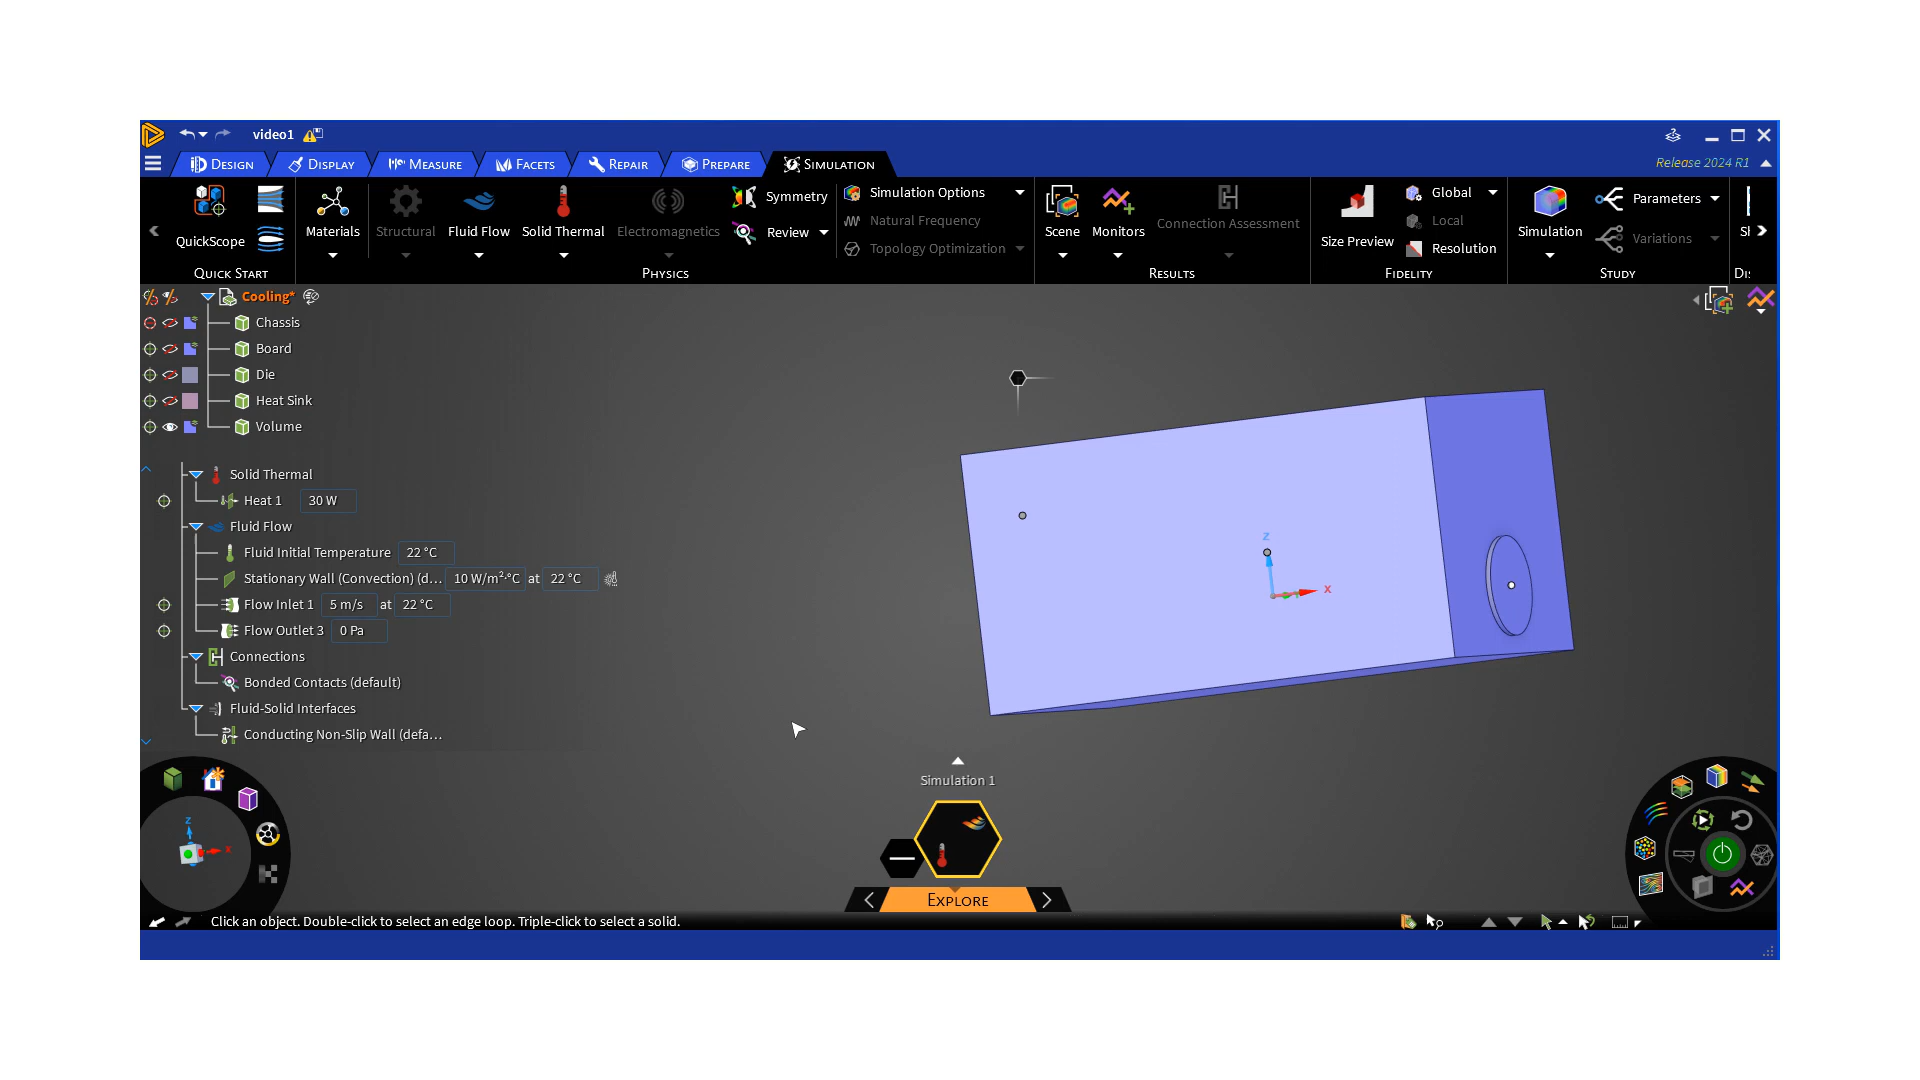 video1
DESIGN
DISPLAY
MEASURE
FACETS
REPAIR
PREPARE
SIMULATION
Release 2024 R1
QuickScope
QUICK START
Materials
Structural
Fluid Flow
Solid Thermal
Electromagnetics
Symmetry
Review
PHYSICS
Simulation Options
Natural Frequency
Topology Optimization
Scene
Monitors
Connection Assessment
RESULTS
Size Preview
Global
Local
Resolution
FIDELITY
Simulation
Parameters
Variations
STUDY
Cooling*
Chassis
Board
Die
Heat Sink
Volume
Solid Thermal
Heat 1 30 W
Fluid Flow
Fluid Initial Temperature 22 °C
Stationary Wall (Convection) (d... 10 W/m²·°C at 22 °C
Flow Inlet 1 5 m/s at 22 °C
Flow Outlet 3 0 Pa
Connections
Bonded Contacts (default)
Fluid-Solid Interfaces
Conducting Non-Slip Wall (defa...
Z
X
Z
X
Simulation 1
EXPLORE
Click an object. Double-click to select an edge loop. Triple-click to select a solid.